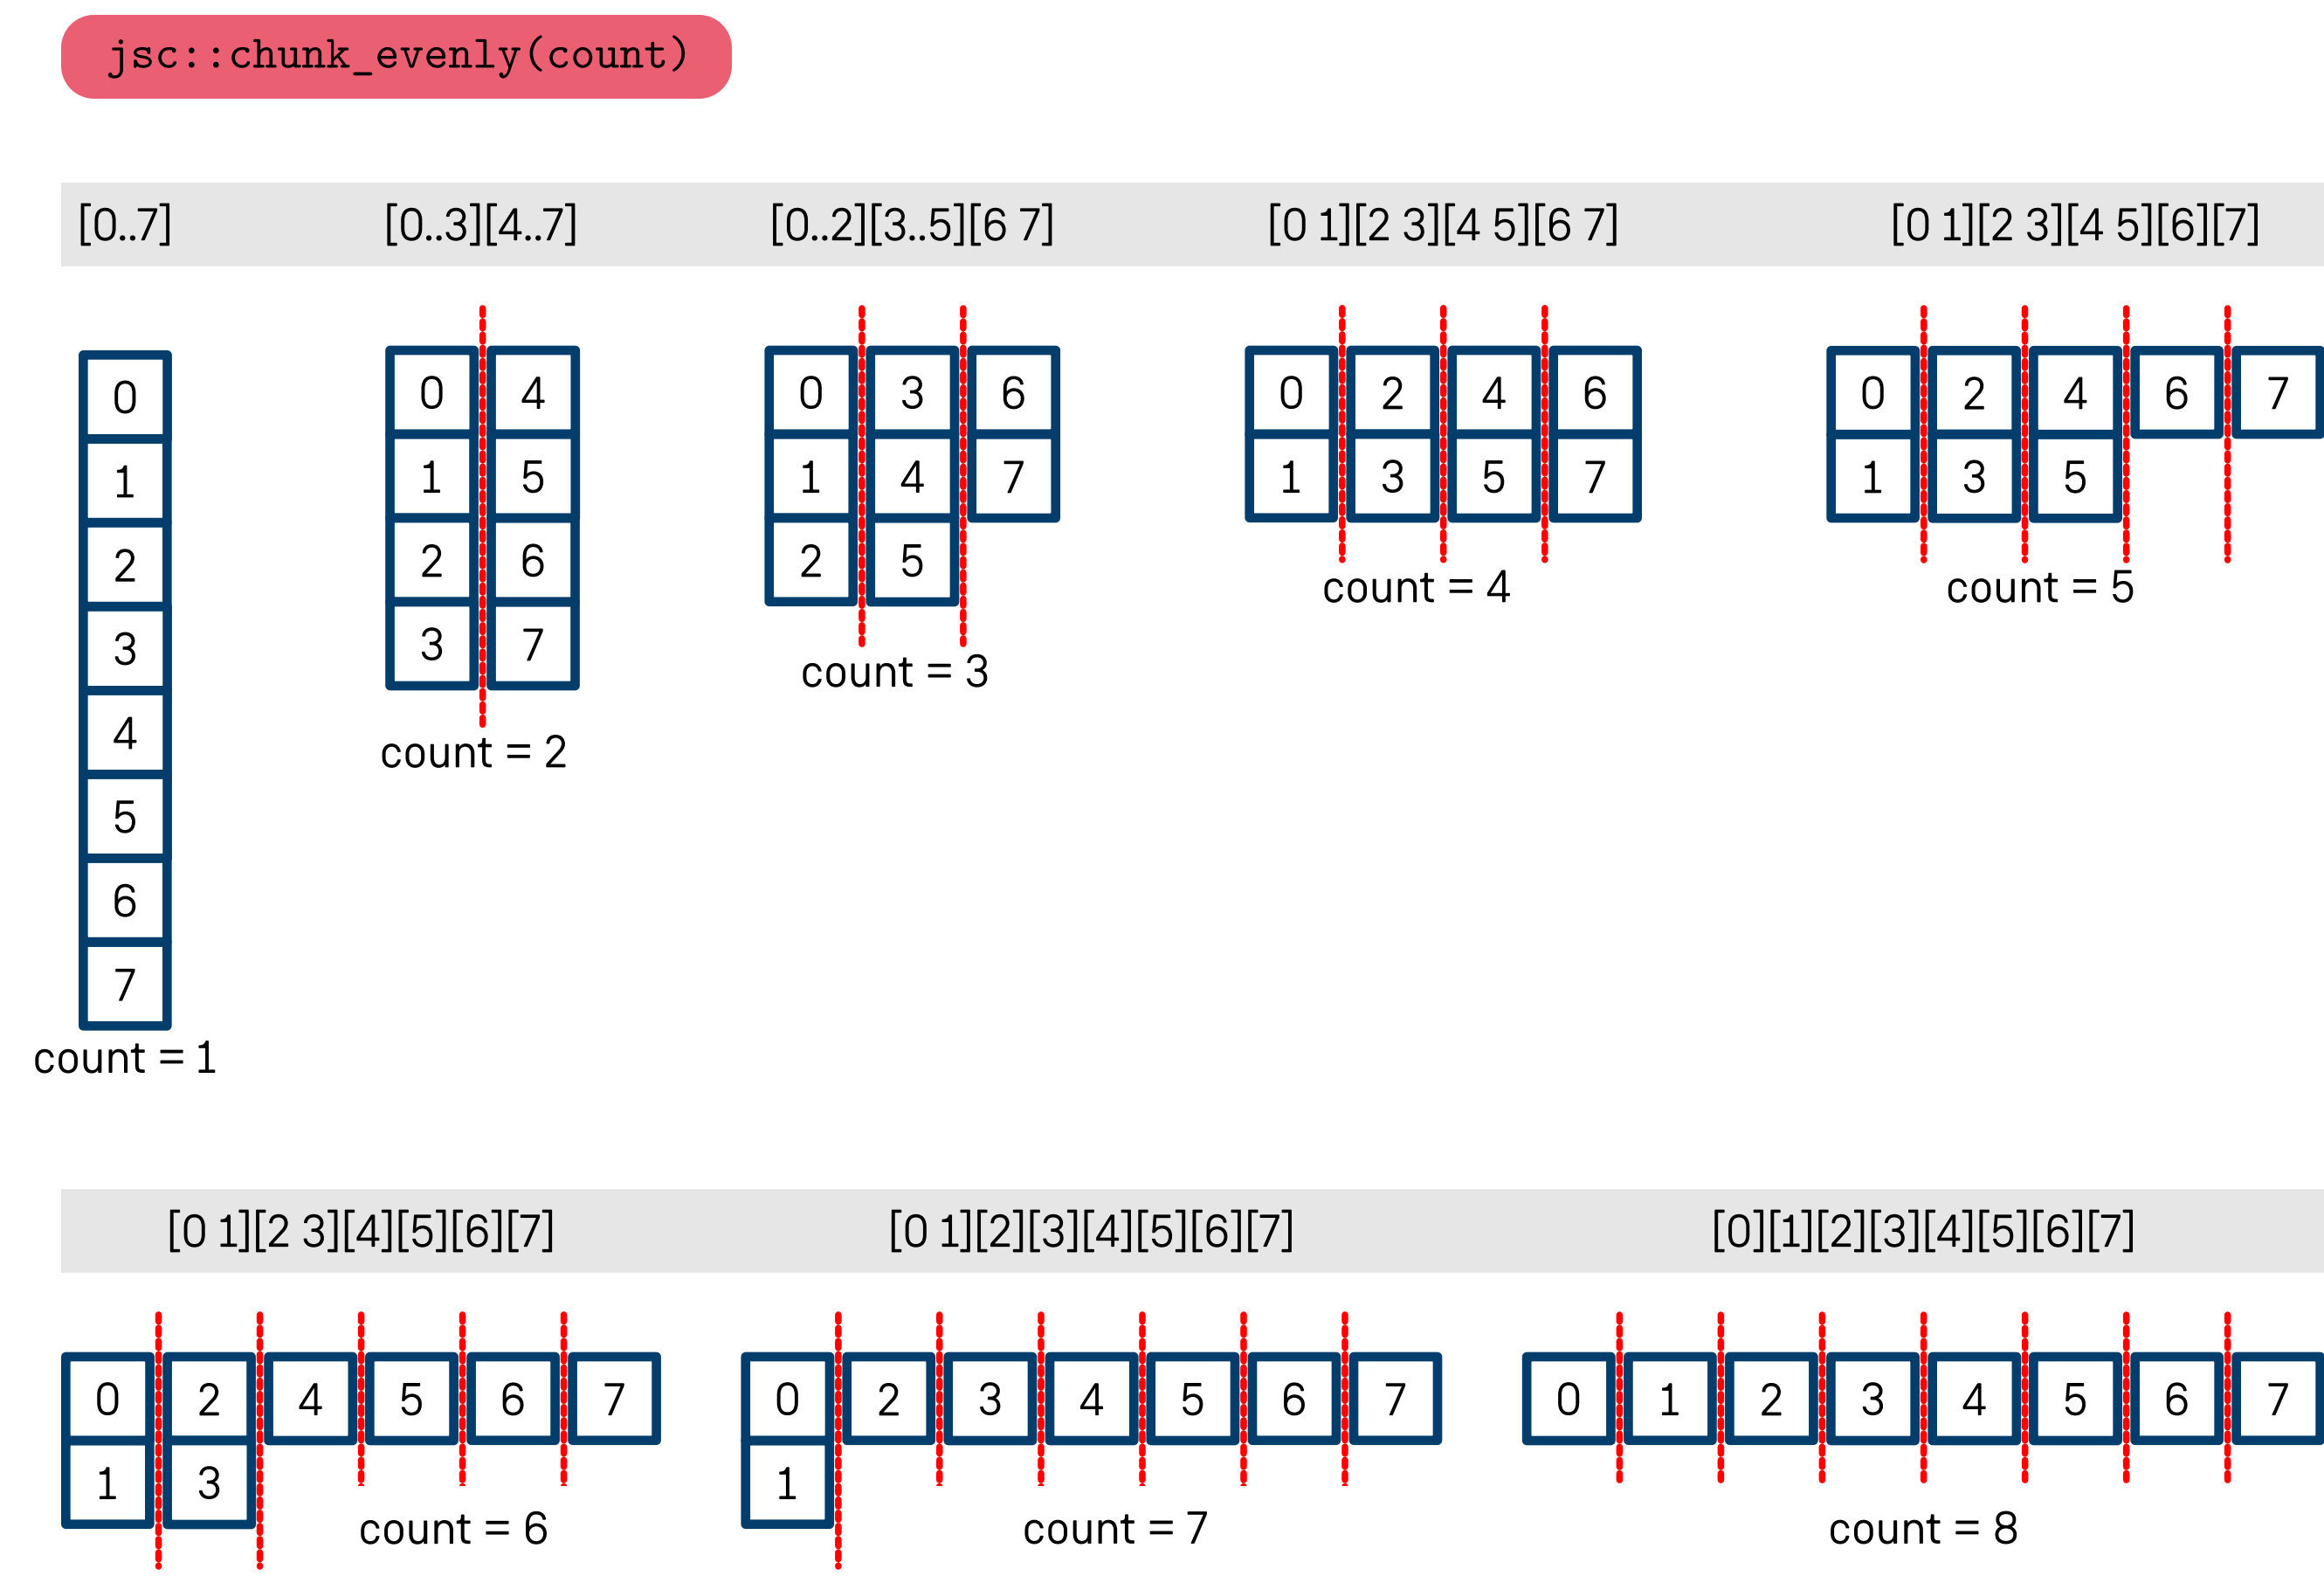 jsc::chunk_evenly(count)
[0..7] [0..3][4..7] [0..2][3..5][6 7] [0 1][2 3][4 5][6 7] [0 1][2 3][4 5][6][7]
0 0 4 0 3 6 0 2 4 6 0 2 4 6 7
1 1 5 1 4 7 1 3 5 7 1 3 5
2 2 6 2 5
3 3 7
4
5
6
7
count = 4
count = 5
count = 3
count = 2
count = 1
[0 1][2 3][4][5][6][7] [0 1][2][3][4][5][6][7] [0][1][2][3][4][5][6][7]
0 2 4 5 6 7 0 2 3 4 5 6 7 0 1 2 3 4 5 6 7
1 3 1
count = 6 count = 7 count = 8